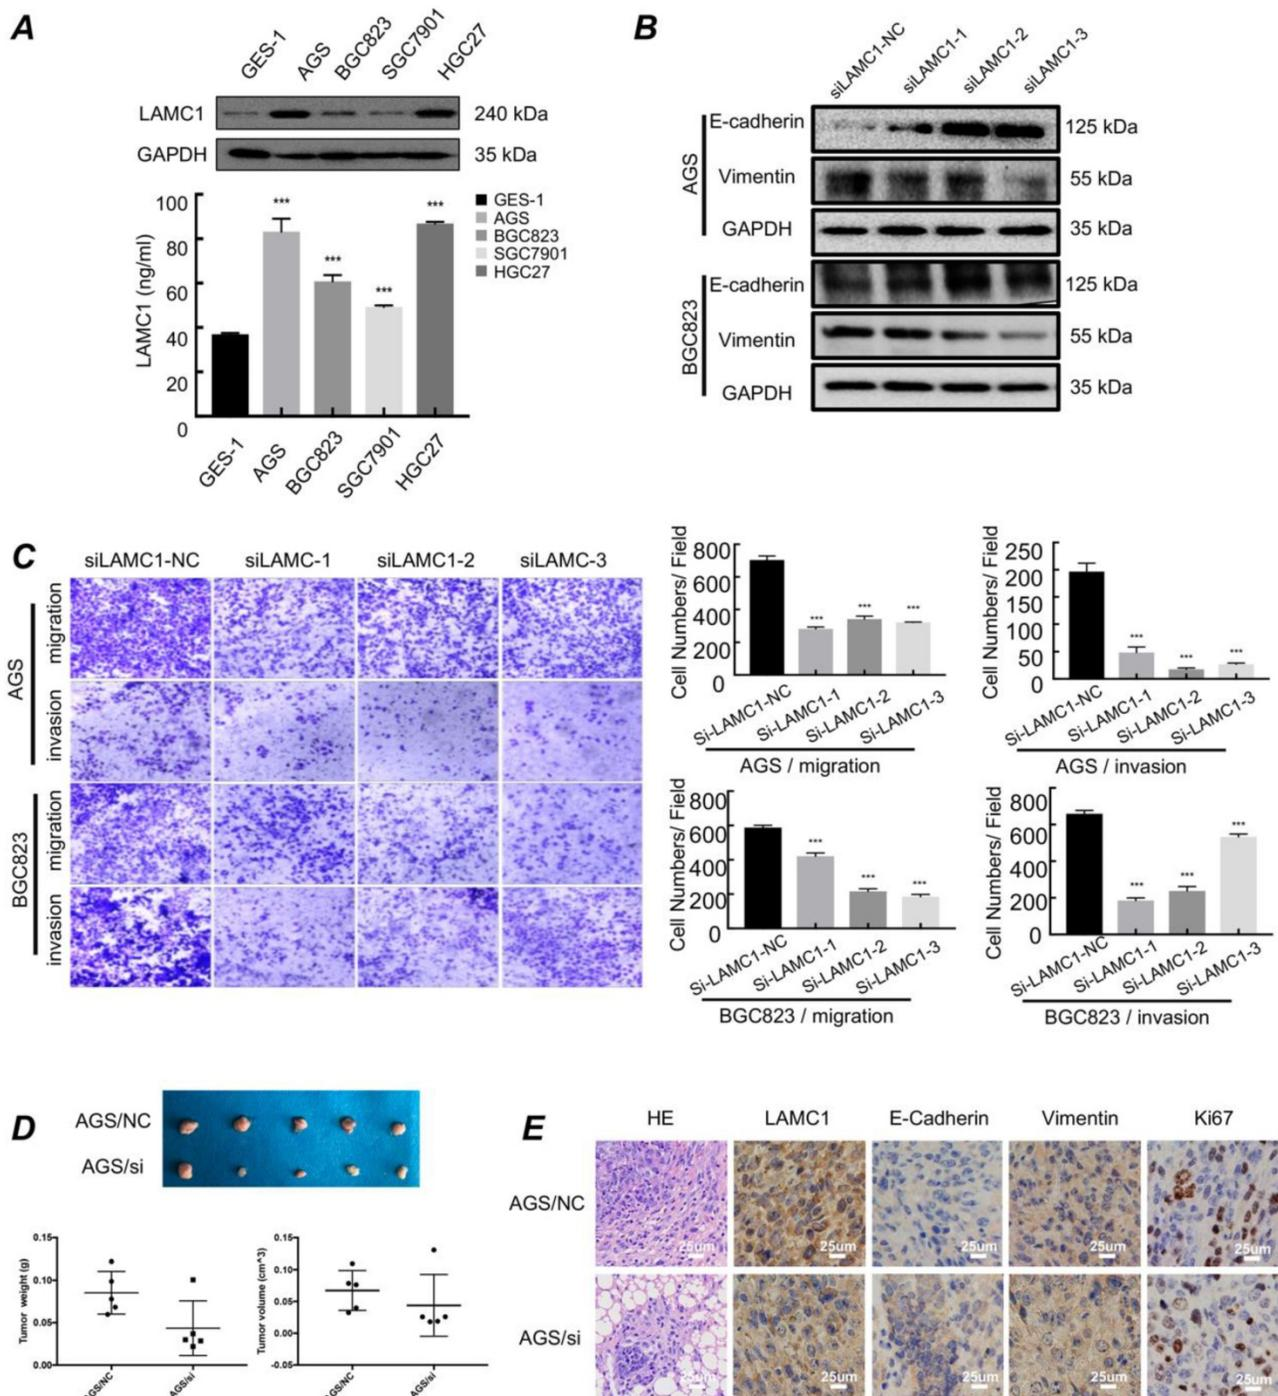 A
GES-1 AGS BGC823 SGC7901 HGC27
LAMC1 240 kDa
GAPDH 35 kDa
LAMC1 (ng/ml)
100
80
60
40
20
0
*** *** *** ***
GES-1
AGS
BGC823
SGC7901
HGC27
GES-1 AGS BGC823 SGC7901 HGC27
B
siLAMC1-NC siLAMC1-1 siLAMC1-2 siLAMC1-3
AGS
E-cadherin 125 kDa
Vimentin 55 kDa
GAPDH 35 kDa
BGC823
E-cadherin 125 kDa
Vimentin 55 kDa
GAPDH 35 kDa
C
siLAMC1-NC siLAMC-1 siLAMC1-2 siLAMC-3
AGS
migration
invasion
BGC823
migration
invasion
Cell Numbers/ Field
800
600
400
200
0
*** *** ***
Si-LAMC1-NC Si-LAMC1-1 Si-LAMC1-2 Si-LAMC1-3
AGS / migration
Cell Numbers/ Field
250
200
150
100
50
0
*** *** ***
Si-LAMC1-NC Si-LAMC1-1 Si-LAMC1-2 Si-LAMC1-3
AGS / invasion
Cell Numbers/ Field
800
600
400
200
0
*** *** ***
Si-LAMC1-NC Si-LAMC1-1 Si-LAMC1-2 Si-LAMC1-3
BGC823 / migration
Cell Numbers/ Field
800
600
400
200
0
*** *** ***
Si-LAMC1-NC Si-LAMC1-1 Si-LAMC1-2 Si-LAMC1-3
BGC823 / invasion
D
AGS/NC
AGS/si
Tumor weight (g)
0.15
0.10
0.05
0.00
AGS/NC AGS/si
Tumor volume (cm^3)
0.15
0.10
0.05
0.00
-0.05
AGS/NC AGS/si
E
HE LAMC1 E-Cadherin Vimentin Ki67
AGS/NC
25um 25um 25um 25um 25um
AGS/si
25um 25um 25um 25um 25um